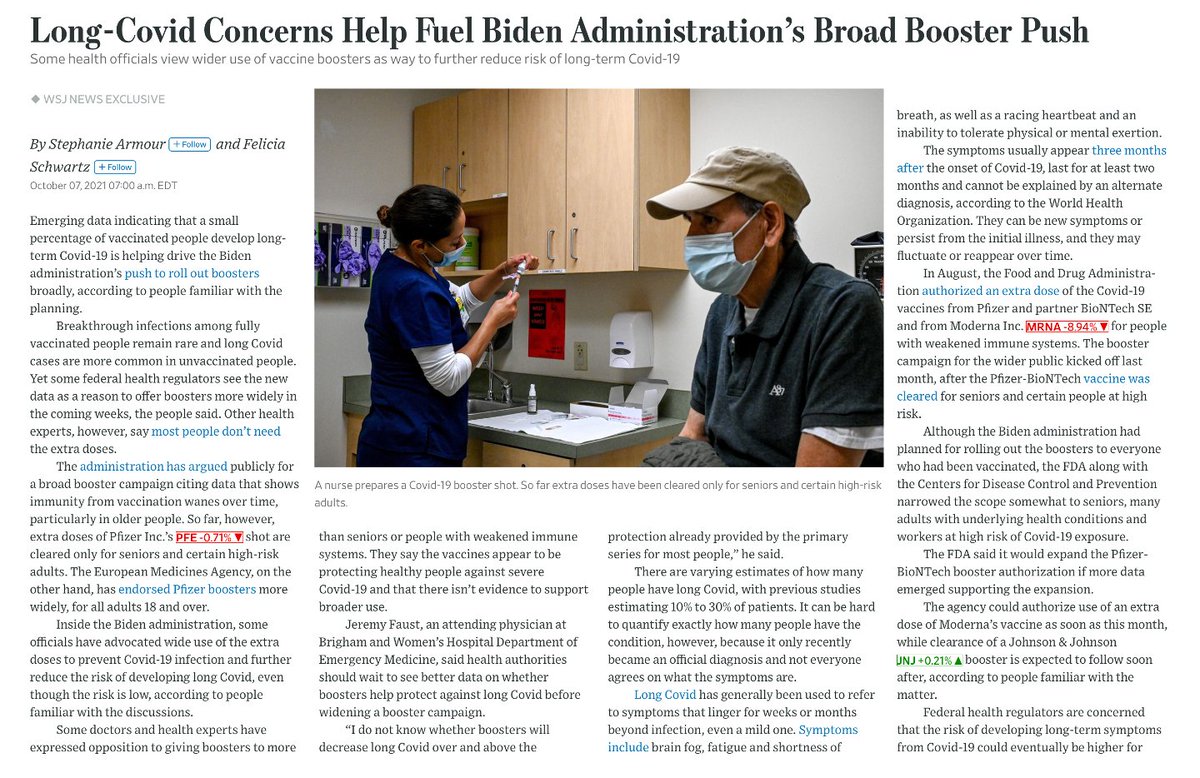 Long-Covid Concerns Help Fuel Biden Administration's Broad Booster Push
Some health officials view wider use of vaccine boosters as way to further reduce risk of long-term Covid-19
◆ WSJ NEWS EXCLUSIVE
By Stephanie Armour + Follow and Felicia
Schwartz + Follow
October 07, 2021 07:00 a.m. EDT
Emerging data indicating that a small
percentage of vaccinated people develop long-
term Covid-19 is helping drive the Biden
administration's push to roll out boosters
broadly, according to people familiar with the
planning.
Breakthrough infections among fully
vaccinated people remain rare and long Covid
cases are more common in unvaccinated people.
Yet some federal health regulators see the new
data as a reason to offer boosters more widely in
the coming weeks, the people said. Other health
experts, however, say most people don't need
the extra doses.
The administration has argued publicly for
a broad booster campaign citing data that shows
immunity from vaccination wanes over time,
particularly in older people. So far, however,
extra doses of Pfizer Inc.'s PFE -0.71% ▼ shot are
cleared only for seniors and certain high-risk
adults. The European Medicines Agency, on the
other hand, has endorsed Pfizer boosters more
widely, for all adults 18 and over.
Inside the Biden administration, some
officials have advocated wide use of the extra
doses to prevent Covid-19 infection and further
reduce the risk of developing long Covid, even
though the risk is low, according to people
familiar with the discussions.
Some doctors and health experts have
expressed opposition to giving boosters to more
A nurse prepares a Covid-19 booster shot. So far extra doses have been cleared only for seniors and certain high-risk
adults.
than seniors or people with weakened immune
systems. They say the vaccines appear to be
protecting healthy people against severe
Covid-19 and that there isn't evidence to support
broader use.
Jeremy Faust, an attending physician at
Brigham and Women's Hospital Department of
Emergency Medicine, said health authorities
should wait to see better data on whether
boosters help protect against long Covid before
widening a booster campaign.
"I do not know whether boosters will
decrease long Covid over and above the
protection already provided by the primary
series for most people," he said.
There are varying estimates of how many
people have long Covid, with previous studies
estimating 10% to 30% of patients. It can be hard
to quantify exactly how many people have the
condition, however, because it only recently
became an official diagnosis and not everyone
agrees on what the symptoms are.
Long Covid has generally been used to refer
to symptoms that linger for weeks or months
beyond infection, even a mild one. Symptoms
include brain fog, fatigue and shortness of
breath, as well as a racing heartbeat and an
inability to tolerate physical or mental exertion.
The symptoms usually appear three months
after the onset of Covid-19, last for at least two
months and cannot be explained by an alternate
diagnosis, according to the World Health
Organization. They can be new symptoms or
persist from the initial illness, and they may
fluctuate or reappear over time.
In August, the Food and Drug Administra-
tion authorized an extra dose of the Covid-19
vaccines from Pfizer and partner BioNTech SE
and from Moderna Inc. MRNA -8.94% ▼ for people
with weakened immune systems. The booster
campaign for the wider public kicked off last
month, after the Pfizer-BioNTech vaccine was
cleared for seniors and certain people at high
risk.
Although the Biden administration had
planned for rolling out the boosters to everyone
who had been vaccinated, the FDA along with
the Centers for Disease Control and Prevention
narrowed the scope somewhat to seniors, many
adults with underlying health conditions and
workers at high risk of Covid-19 exposure.
The FDA said it would expand the Pfizer-
BioNTech booster authorization if more data
emerged supporting the expansion.
The agency could authorize use of an extra
dose of Moderna's vaccine as soon as this month,
while clearance of a Johnson & Johnson
JNJ +0.21% ▲ booster is expected to follow soon
after, according to people familiar with the
matter.
Federal health regulators are concerned
that the risk of developing long-term symptoms
from Covid-19 could eventually be higher for